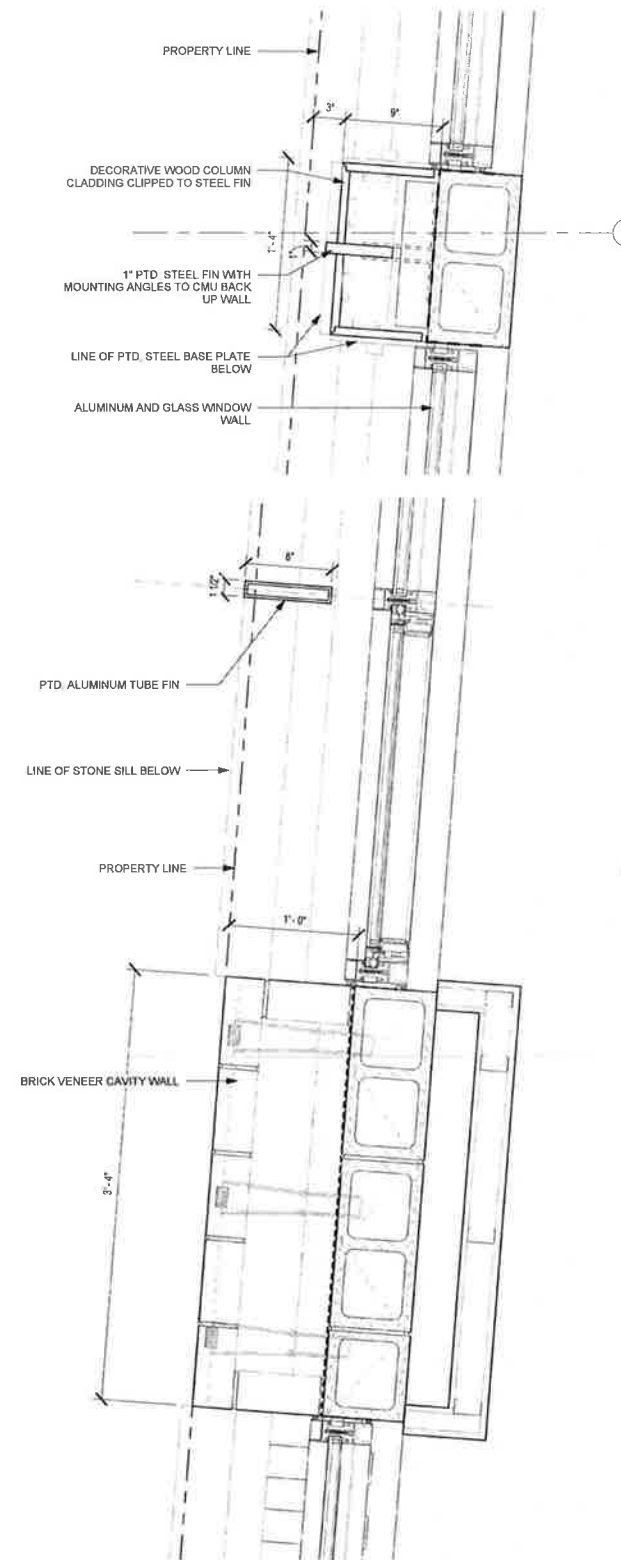 PROPERTY LINE
3"
9"
DECORATIVE WOOD COLUMN
CLADDING CLIPPED TO STEEL FIN
1' - 4"
1"
1" PTD. STEEL FIN WITH
MOUNTING ANGLES TO CMU BACK
UP WALL
LINE OF PTD. STEEL BASE PLATE
BELOW
ALUMINUM AND GLASS WINDOW
WALL
6"
1 1/2"
PTD. ALUMINUM TUBE FIN
LINE OF STONE SILL BELOW
PROPERTY LINE
1' - 0"
BRICK VENEER CAVITY WALL
3' - 4"